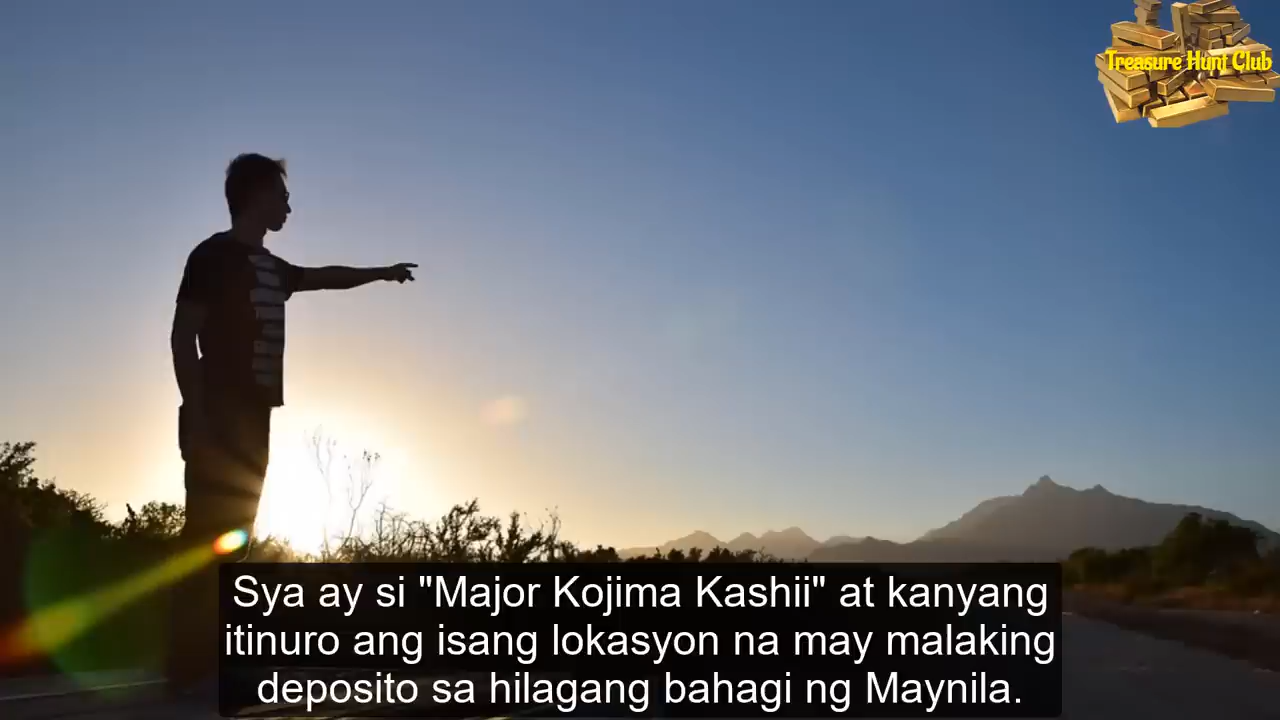 Treasure Hunt Club
Sya ay si "Major Kojima Kashii" at kanyang
itinuro ang isang lokasyon na may malaking
deposito sa hilagang bahagi ng Maynila.